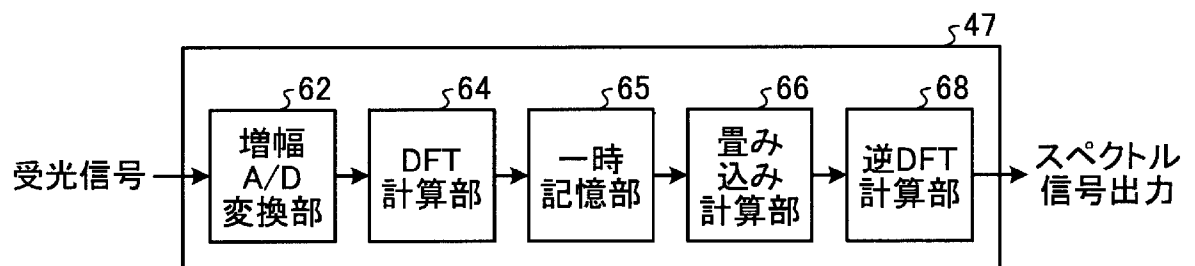 47
62
64
65
66
68
受光信号
増幅
A/D
変換部
DFT
計算部
一時
記憶部
畳み
込み
計算部
逆DFT
計算部
スペクトル
信号出力